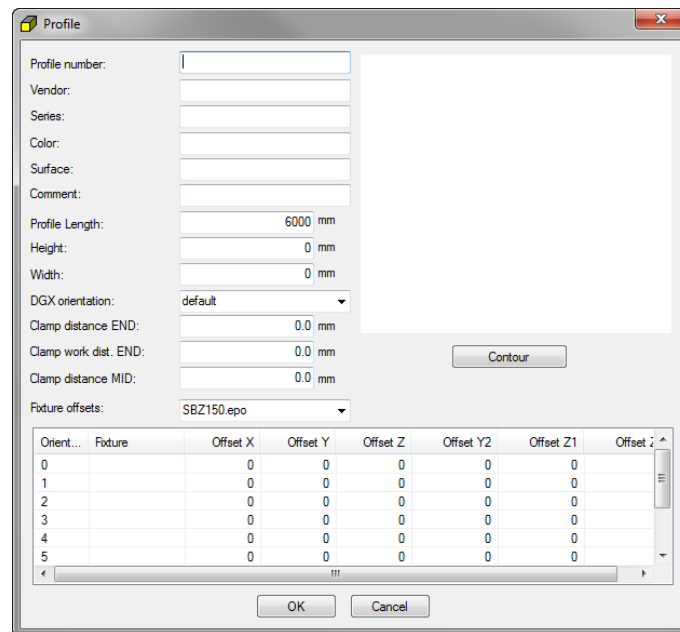 Profile
Profile number:
Vendor:
Series:
Color:
Surface:
Comment:
Profile Length: 6000 mm
Height: 0 mm
Width: 0 mm
DGX orientation: default
Clamp distance END: 0.0 mm
Clamp work dist. END: 0.0 mm
Contour
Clamp distance MID: 0.0 mm
Fixture offsets: SBZ150.epo
Orient... Fixture Offset X Offset Y Offset Z Offset Y2 Offset Z1 Offset
0 0 0 0 0 0
1 0 0 0 0 0
2 0 0 0 0 0
3 0 0 0 0 0
4 0 0 0 0 0
5 0 0 0 0 0
OK Cancel